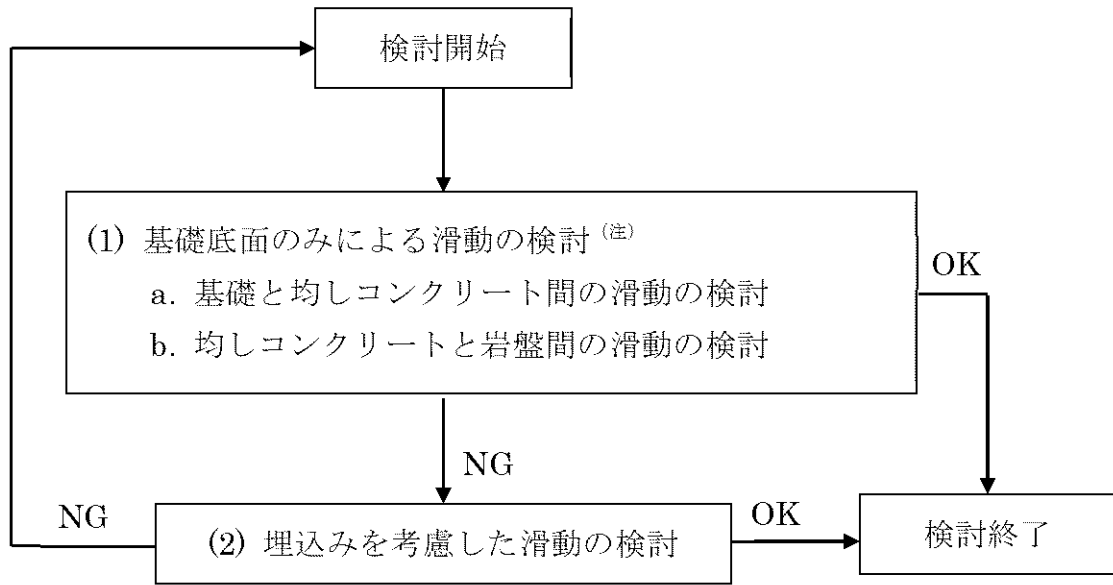 検討開始
(1) 基礎底面のみによる滑動の検討 (注)
a. 基礎と均しコンクリート間の滑動の検討
b. 均しコンクリートと岩盤間の滑動の検討
OK
NG
NG
(2) 埋込みを考慮した滑動の検討
OK
検討終了